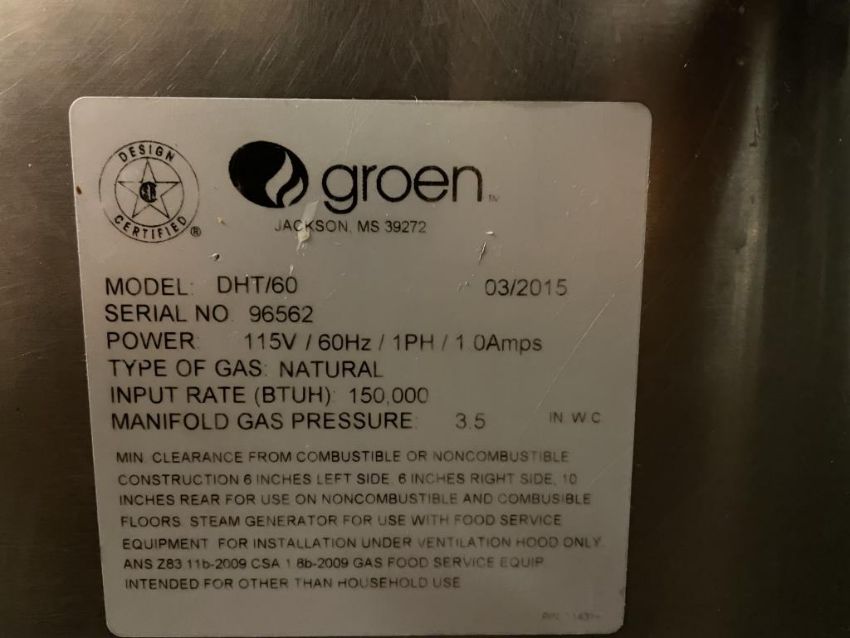 DESIGN
CERTIFIED ®
groen
JACKSON, MS 39272
MODEL: DHT/60 03/2015
SERIAL NO 96562
POWER: 115V / 60Hz / 1PH / 1.0Amps
TYPE OF GAS: NATURAL
INPUT RATE (BTUH): 150,000
MANIFOLD GAS PRESSURE: 3.5 IN W C
MIN. CLEARANCE FROM COMBUSTIBLE OR NONCOMBUSTIBLE
CONSTRUCTION 6 INCHES LEFT SIDE, 6 INCHES RIGHT SIDE, 10
INCHES REAR FOR USE ON NONCOMBUSTIBLE AND COMBUSIBLE
FLOORS. STEAM GENERATOR FOR USE WITH FOOD SERVICE
EQUIPMENT. FOR INSTALLATION UNDER VENTILATION HOOD ONLY.
ANS Z83 11b-2009 CSA 1 8b-2009 GAS FOOD SERVICE EQUIP
INTENDED FOR OTHER THAN HOUSEHOLD USE
P/N